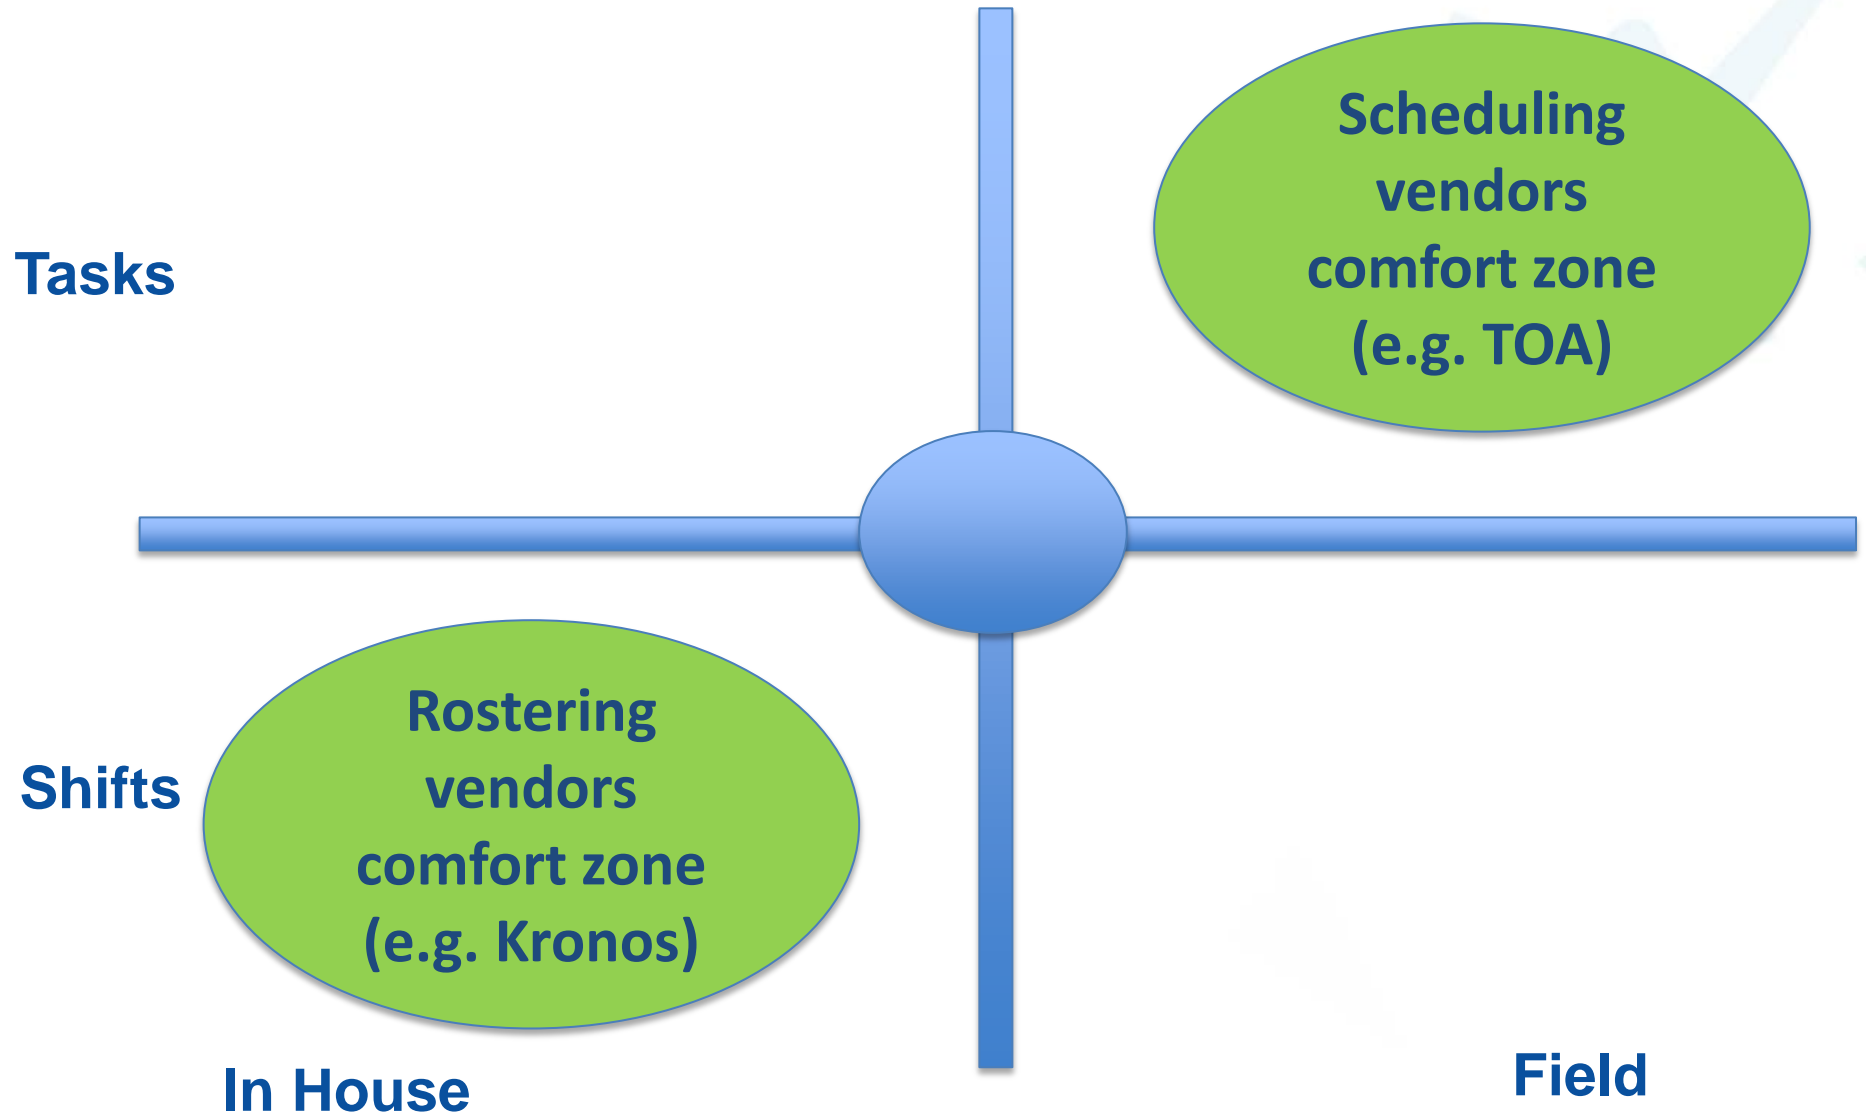 Scheduling
vendors
comfort zone
(e.g. TOA)
Tasks
Rostering
vendors
comfort zone
(e.g. Kronos)
Shifts
In House
Field